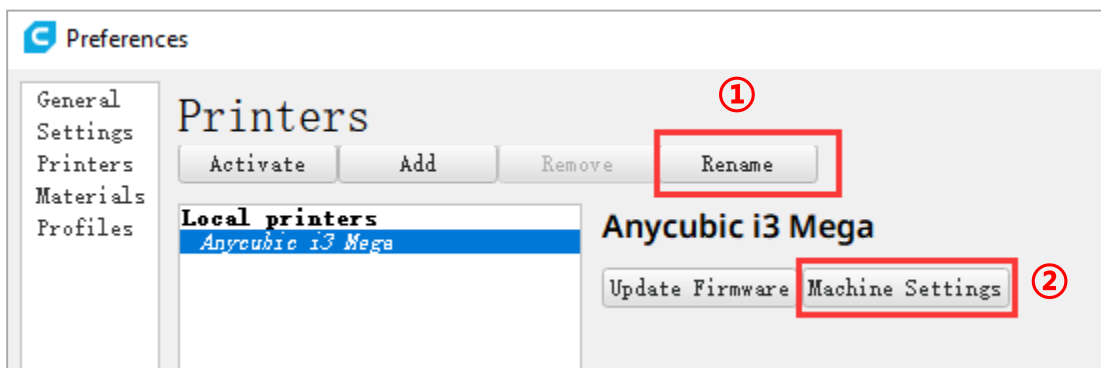 Preferences
General
Settings
Printers
Materials
Profiles
Printers
①
Activate Add Remove Rename
Local printers
Anycubic i3 Mega
Anycubic i3 Mega
Update Firmware Machine Settings ②